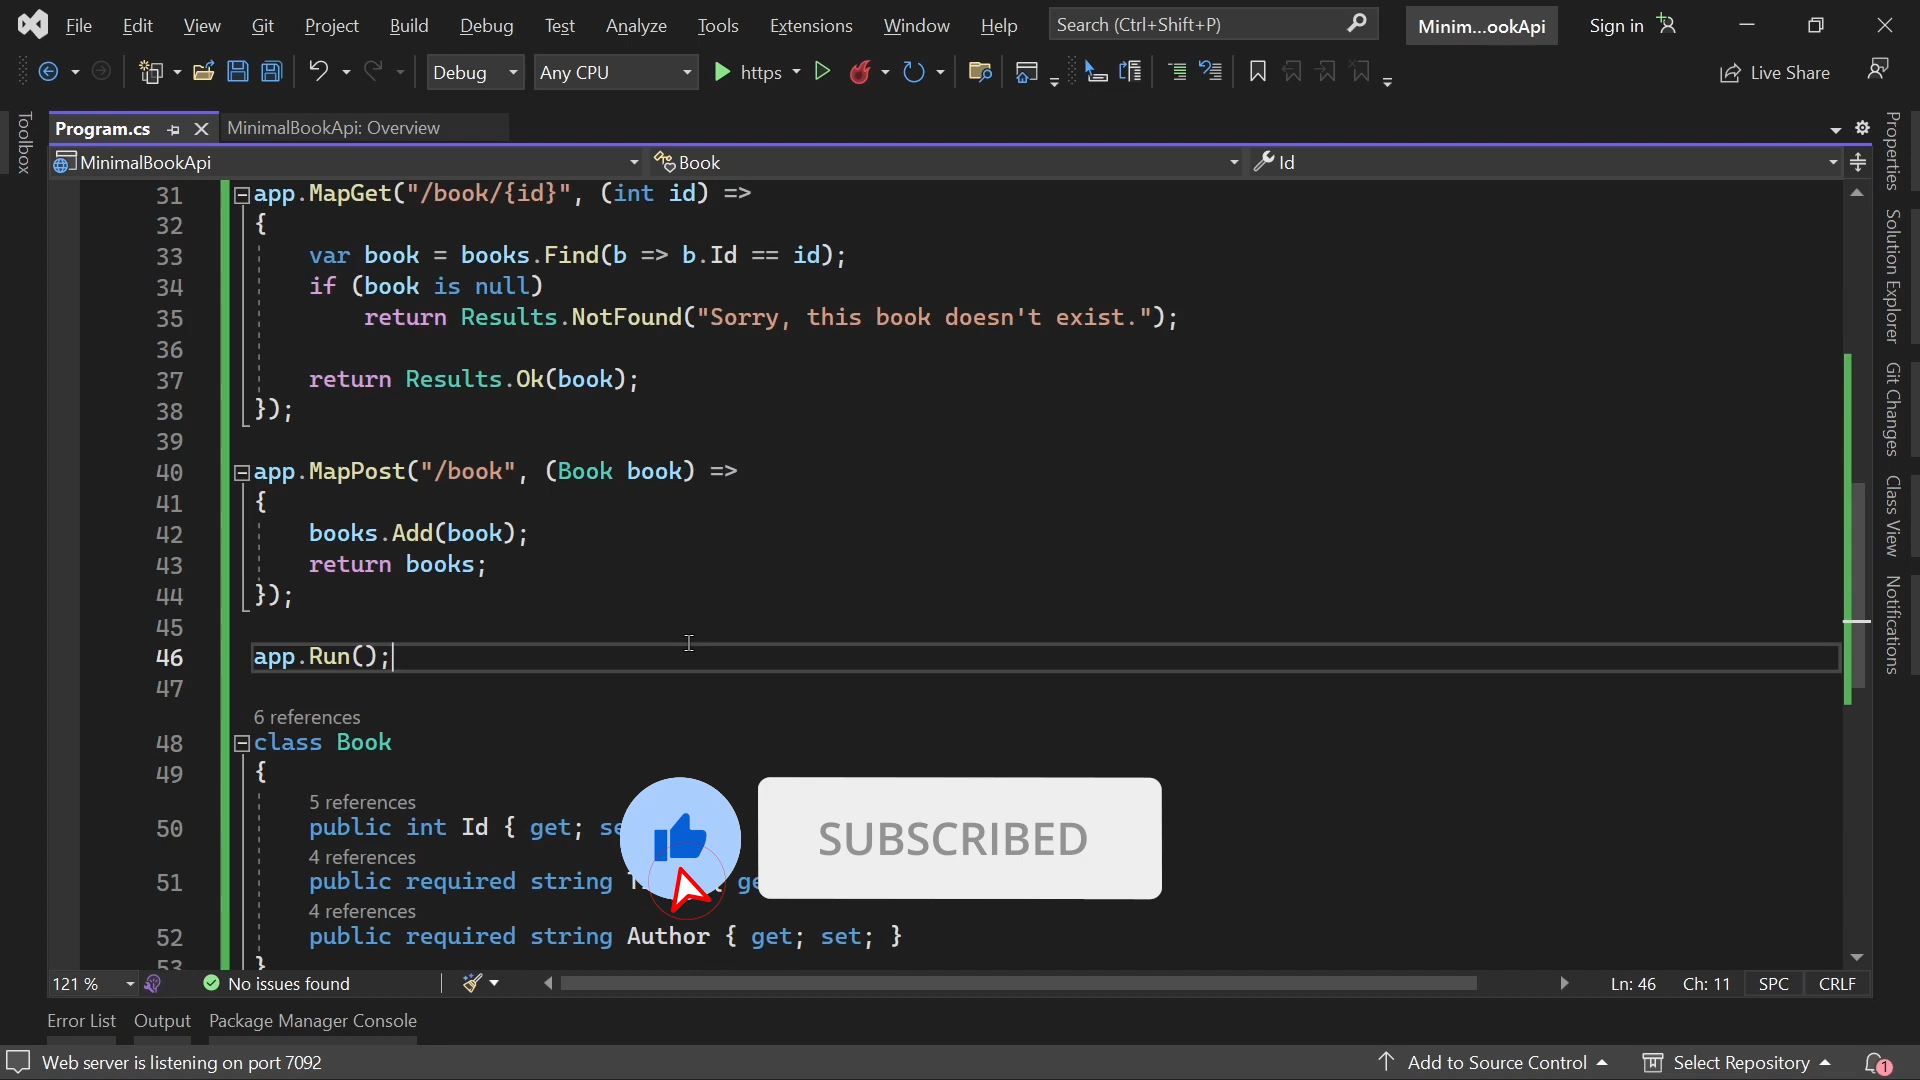 File Edit View Git Project Build Debug Test Analyze Tools Extensions Window Help Search (Ctrl+Shift+P) Minim...ookApi Sign in
Debug Any CPU https Live Share
Toolbox
Program.cs MinimalBookApi: Overview
MinimalBookApi Book Id
31 app.MapGet("/book/{id}", (int id) =>
32 {
33 var book = books.Find(b => b.Id == id);
34 if (book is null)
35 return Results.NotFound("Sorry, this book doesn't exist.");
36
37 return Results.Ok(book);
38 });
39
40 app.MapPost("/book", (Book book) =>
41 {
42 books.Add(book);
43 return books;
44 });
45
46 app.Run();
47
6 references
48 class Book
49 {
5 references
50 public int Id { get;
4 references
51 public required string
4 references
52 public required string Author { get; set; }
53 }
SUBSCRIBED
Properties
Solution Explorer
Git Changes
Class View
Notifications
121 % No issues found Ln: 46 Ch: 11 SPC CRLF
Error List Output Package Manager Console
Web server is listening on port 7092 Add to Source Control Select Repository 1